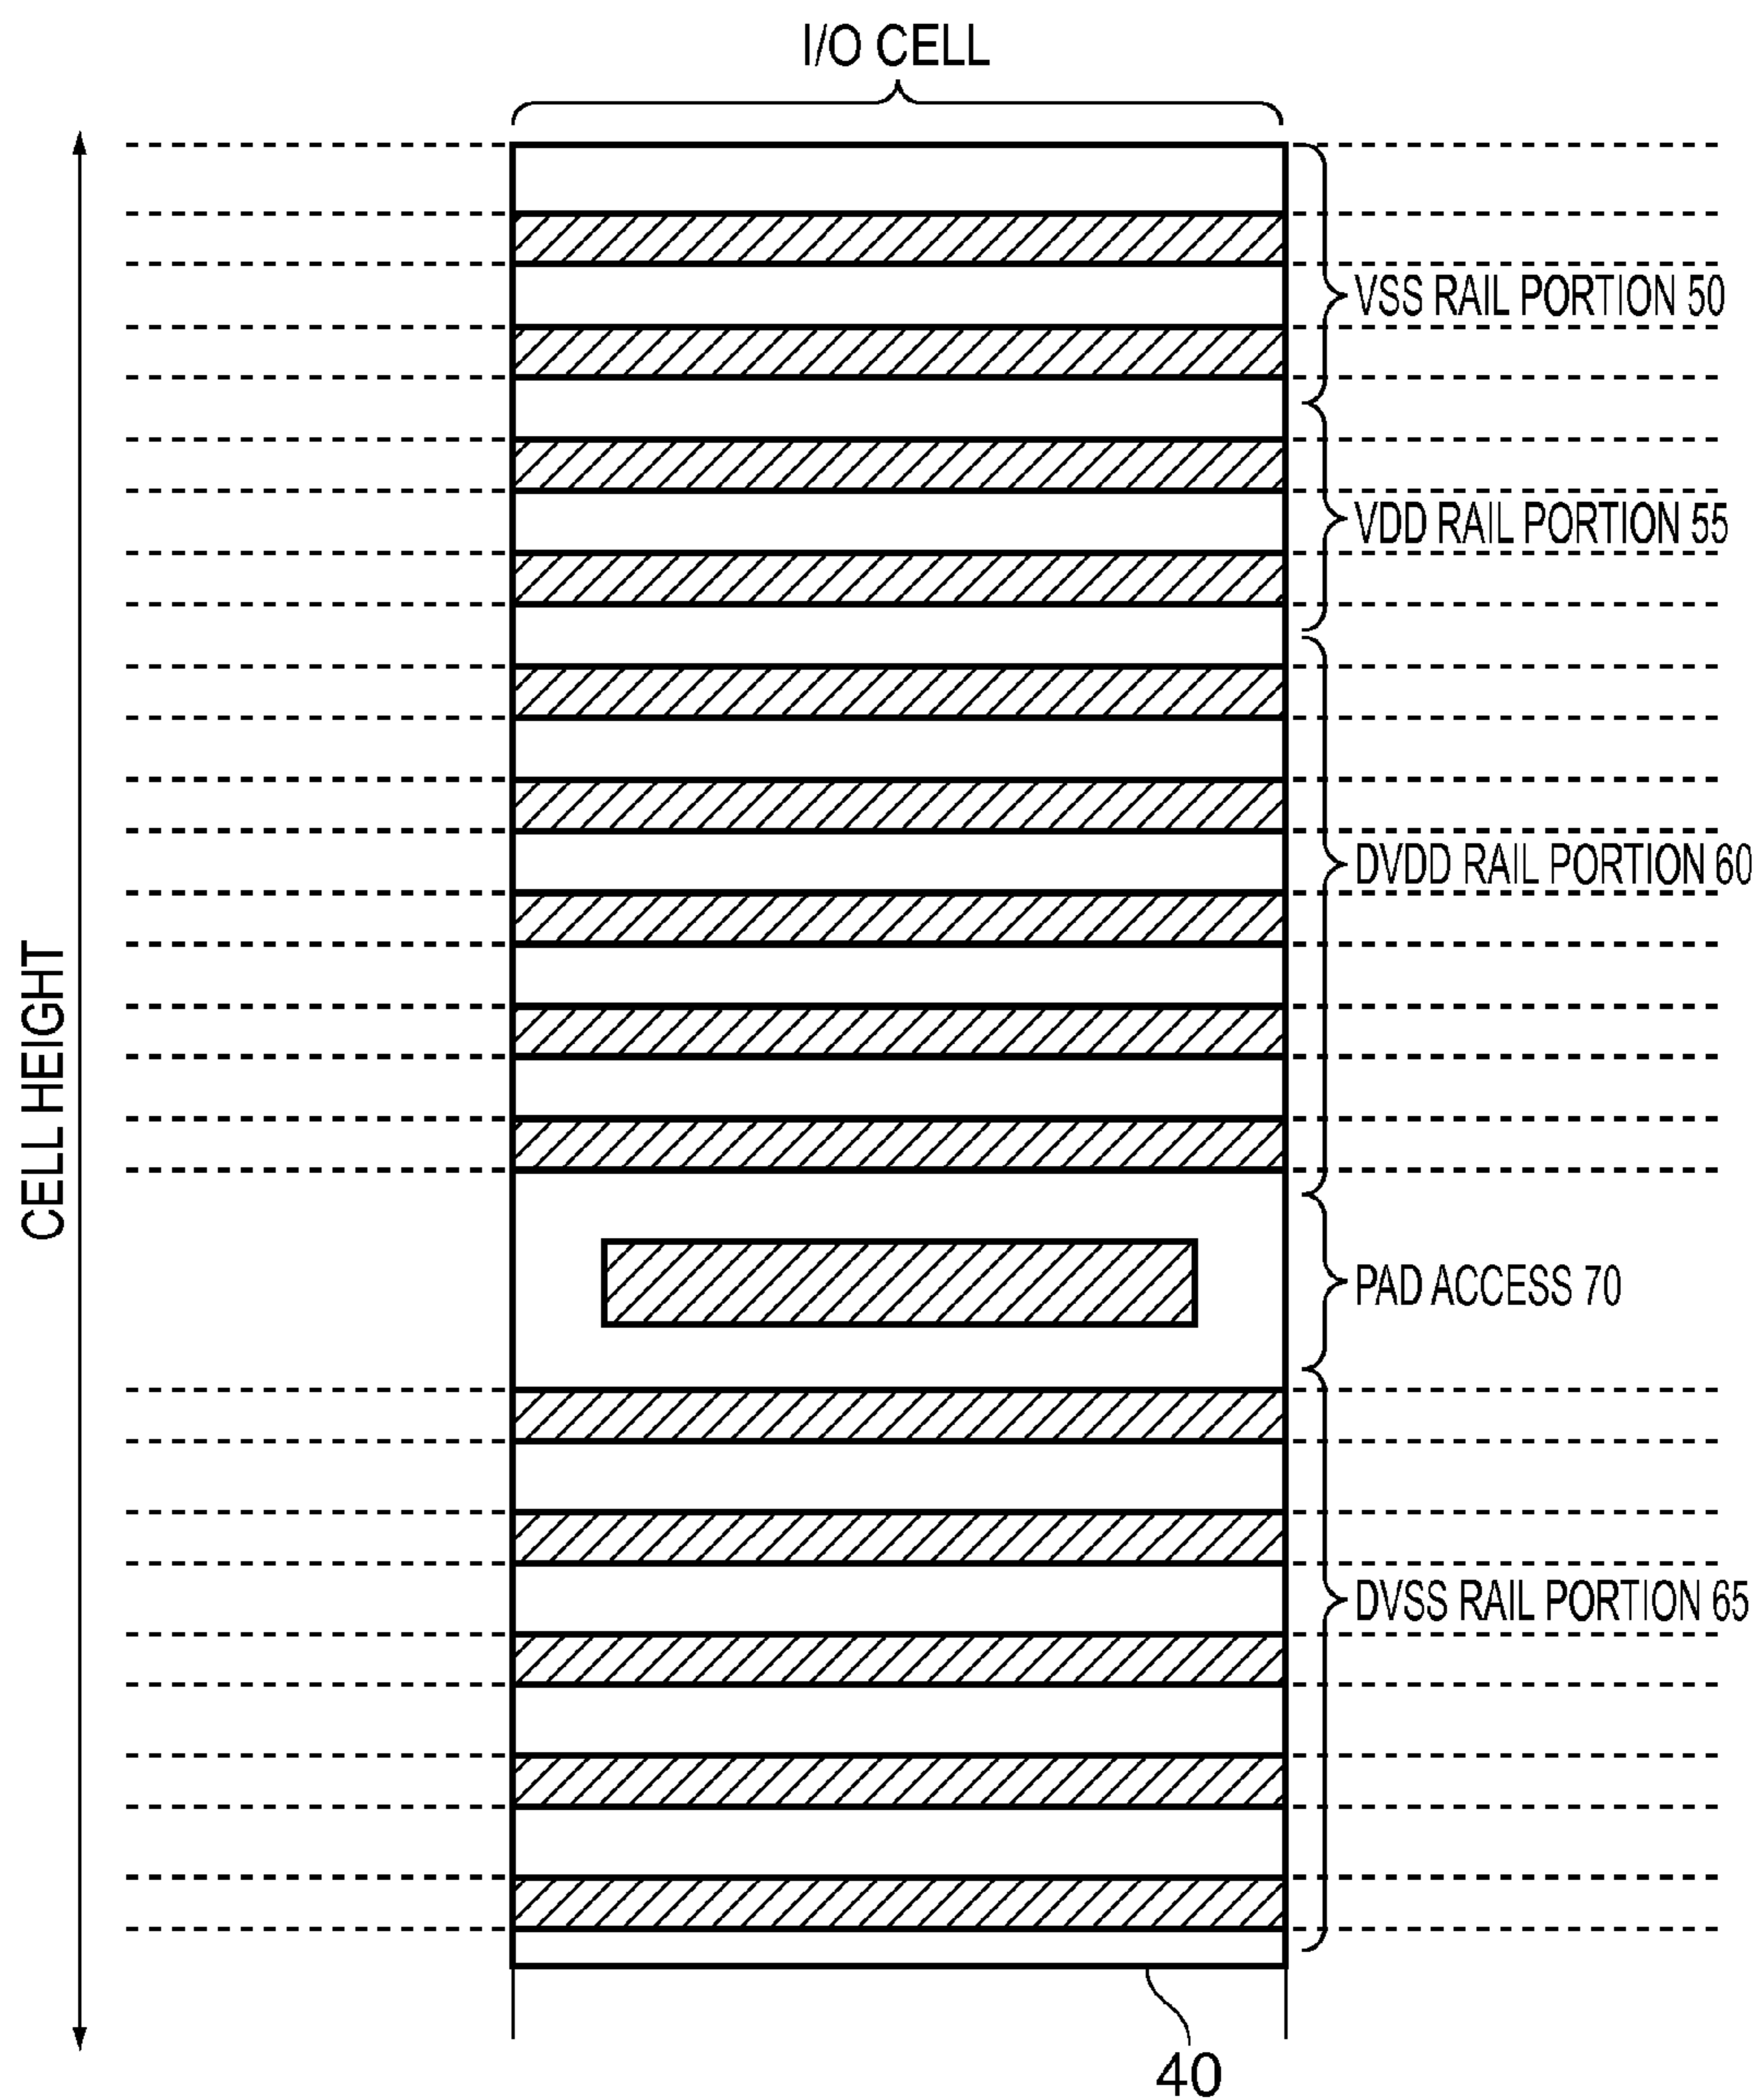 I/O CELL
VSS RAIL PORTION 50
VDD RAIL PORTION 55
DVDD RAIL PORTION 60
CELL HEIGHT
PAD ACCESS 70
DVSS RAIL PORTION 65
40